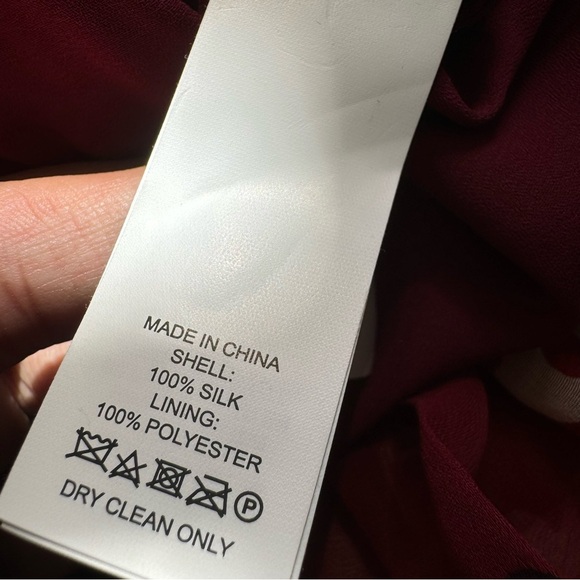 MADE IN CHINA
SHELL:
100% SILK
LINING:
100% POLYESTER
P
DRY CLEAN ONLY